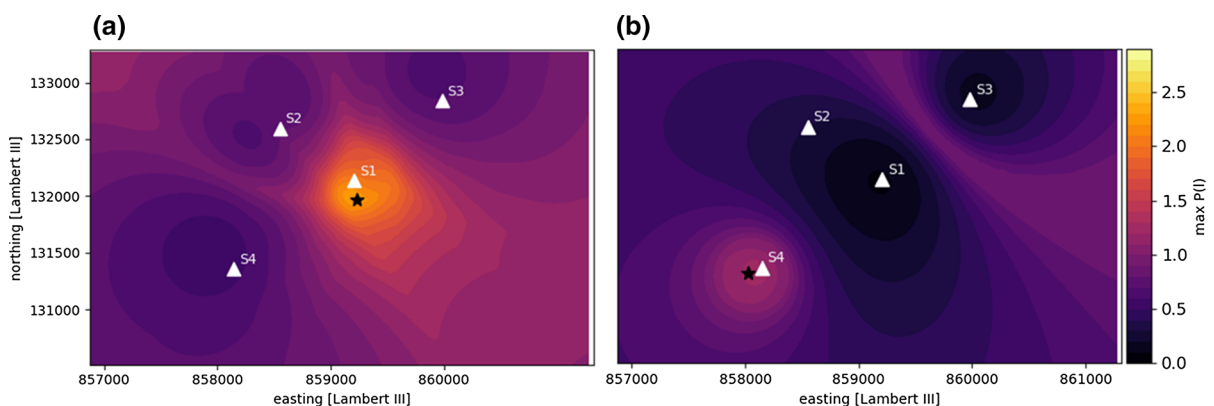 (a)
(b)
133000
132500
132000
131500
131000
northing [Lambert III]
S1
S2
S3
S4
857000
858000
859000
860000
easting [Lambert III]
S1
S2
S3
S4
857000
858000
859000
860000
861000
easting [Lambert III]
2.5
2.0
1.5
1.0
0.5
0.0
max P(I)